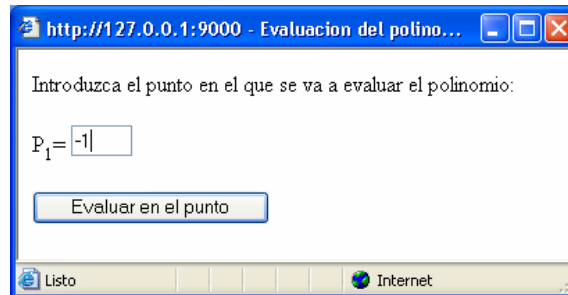 http://127.0.0.1:9000 - Evaluacion del polino...
Introduzca el punto en el que se va a evaluar el polinomio:
P₁= -1
Evaluar en el punto
Listo Internet